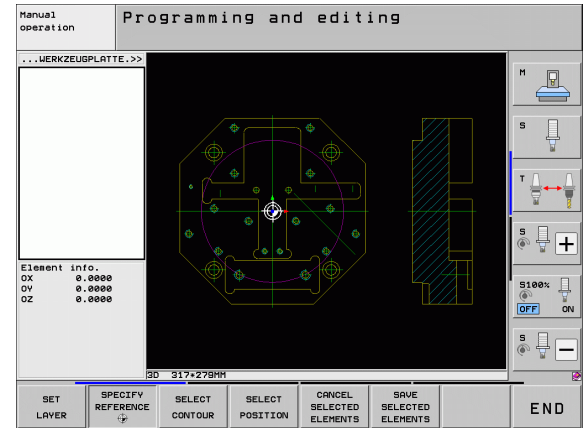 Manual
operation
Programming and editing
...WERKZEUGPLATTE.>>
Element info.
OX 0.0000
OY 0.0000
OZ 0.0000
3D 317*279MM
M
S
T
S
S100%
OFF ON
S
SET
LAYER
SPECIFY
REFERENCE
SELECT
CONTOUR
SELECT
POSITION
CANCEL
SELECTED
ELEMENTS
SAVE
SELECTED
ELEMENTS
END